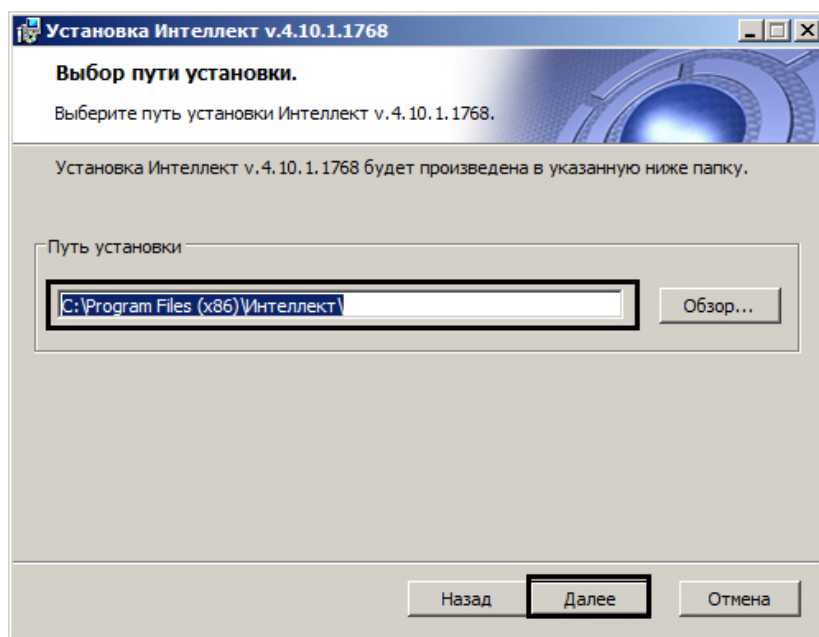 Установка Интеллект v.4.10.1.1768
Выбор пути установки.
Выберите путь установки Интеллект v.4.10.1.1768.
Установка Интеллект v.4.10.1.1768 будет произведена в указанную ниже папку.
Путь установки
C:\Program Files (x86)\Интеллект\
Обзор...
Назад Далее Отмена